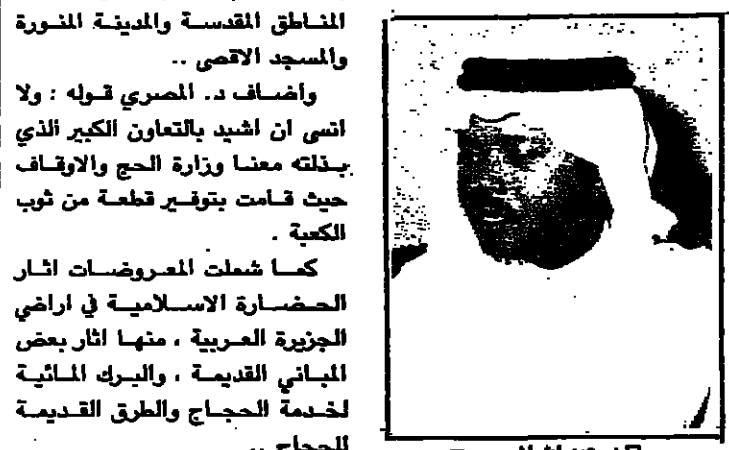 المناطق المقدسة والمدينة المنورة
والمسجد الاقصى ..
واضاف د. المصري قوله : ولا
انسى ان اشيد بالتعاون الكبير الذي
بذلته معنا وزارة الحج والاوقاف
حيث قامت بتوفير قطعة من ثوب
الكعبة .
كما شملت المعروضات اثار
الحضارة الاسلامية في اراضي
الجزيرة العربية ، منها اثار بعض
المباني القديمة ، والبرك المائية
لخدمة الحجاج والطرق القديمة
للحجاج ..